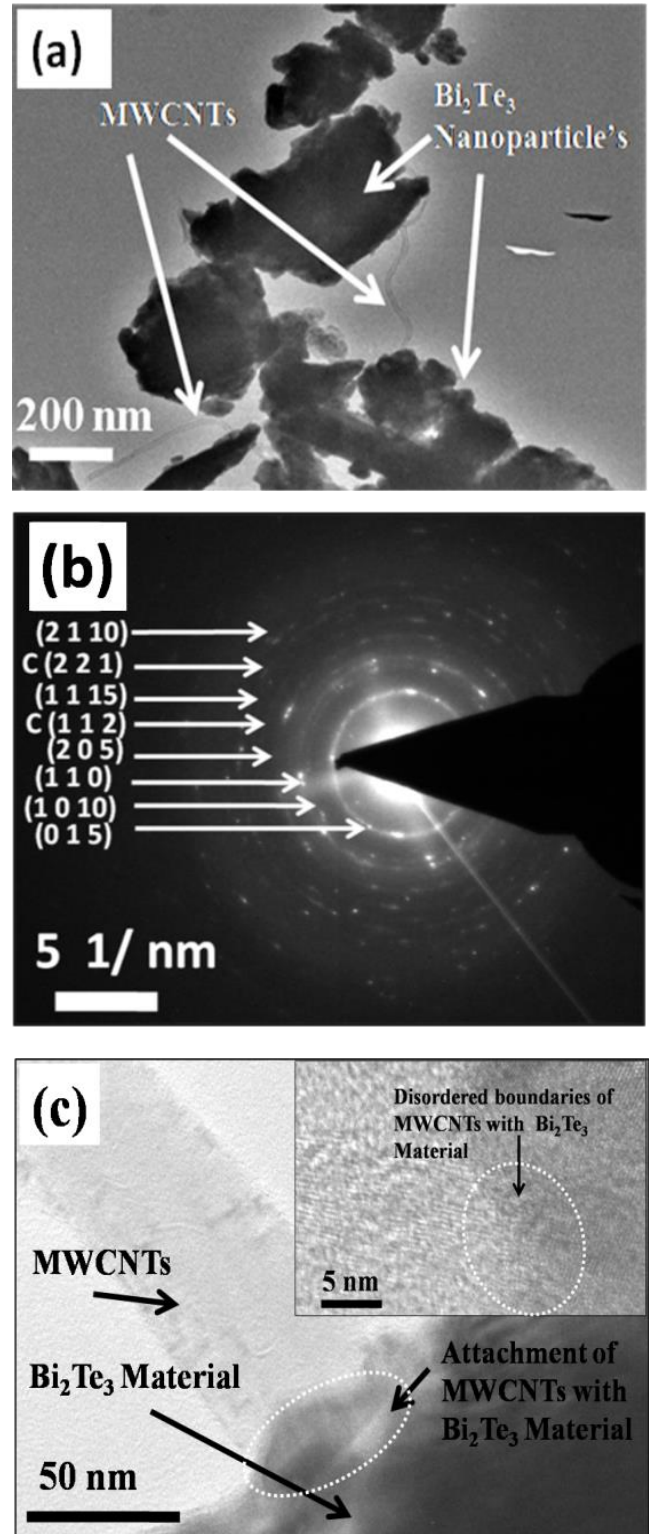 (a)
MWCNTs
Bi₂Te₃
Nanoparticle's
200 nm
(b)
(2 1 10)
C (2 2 1)
(1 1 15)
C (1 1 2)
(2 0 5)
(1 1 0)
(1 0 10)
(0 1 5)
5 1/ nm
(c)
Disordered boundaries of
MWCNTs with Bi₂Te₃
Material
5 nm
MWCNTs
Bi₂Te₃ Material
Attachment of
MWCNTs with
Bi₂Te₃ Material
50 nm